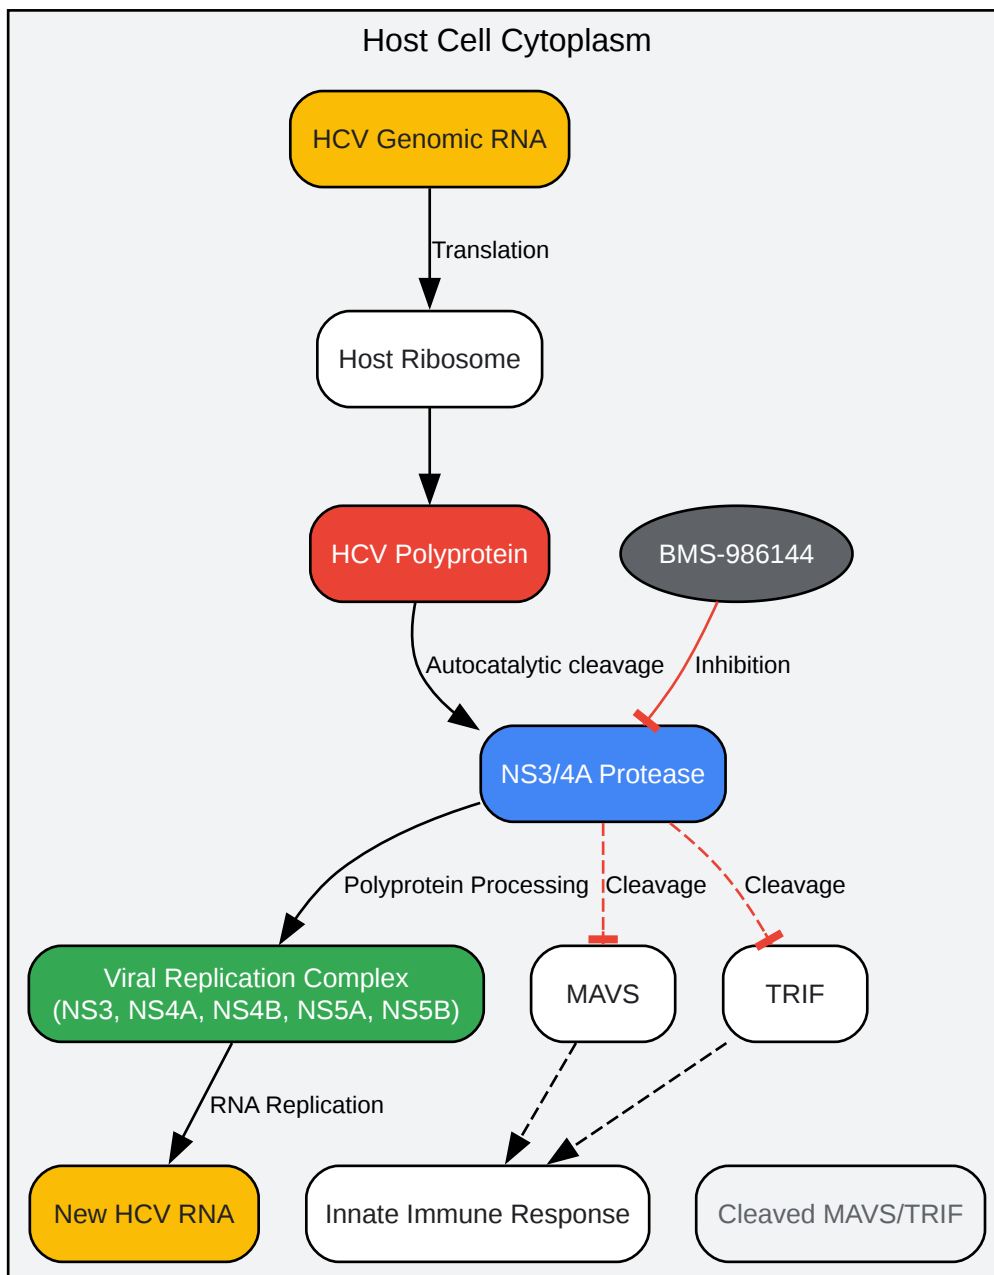 Host Cell Cytoplasm
HCV Genomic RNA
Translation
Host Ribosome
HCV Polyprotein
BMS-986144
Autocatalytic cleavage
Inhibition
NS3/4A Protease
Polyprotein Processing
Cleavage
Cleavage
Viral Replication Complex
(NS3, NS4A, NS4B, NS5A, NS5B)
MAVS
TRIF
RNA Replication
New HCV RNA
Innate Immune Response
Cleaved MAVS/TRIF